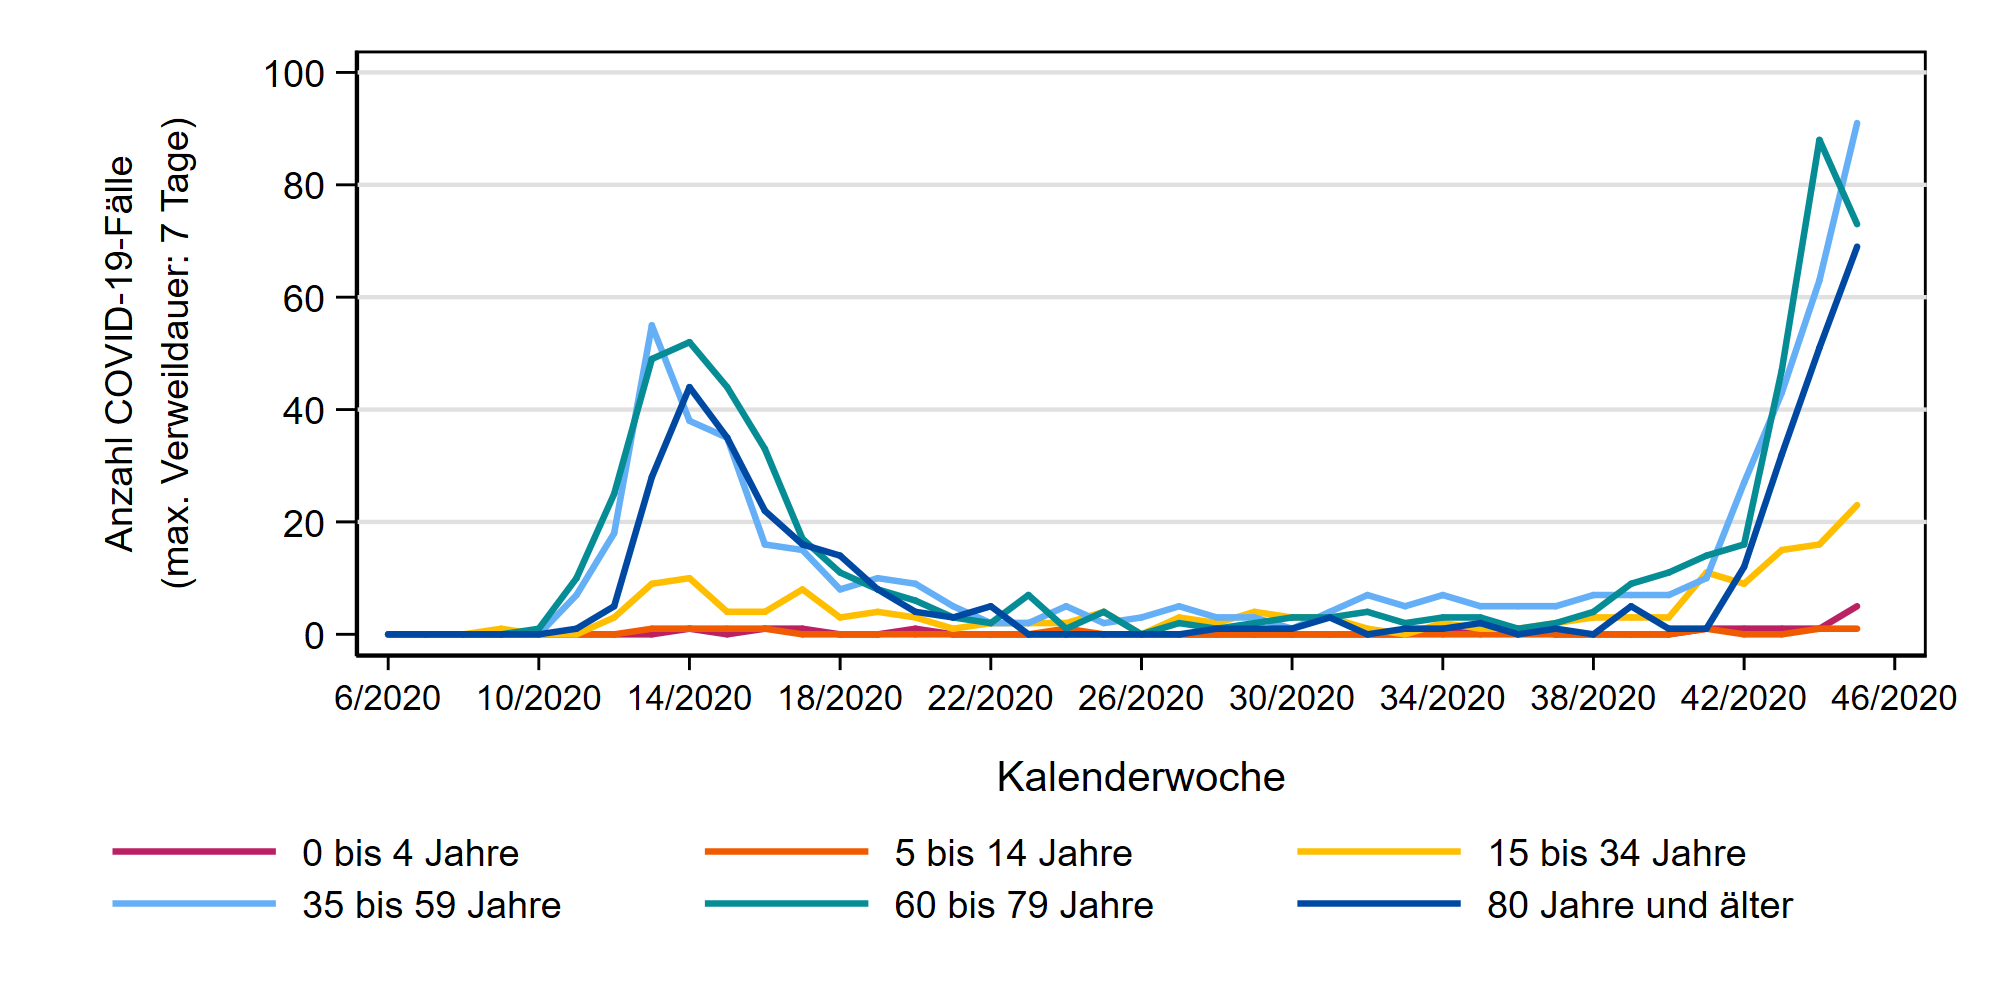 Anzahl COVID-19-Fälle
(max. Verweildauer: 7 Tage)
100
80
60
40
20
0
6/2020 10/2020 14/2020 18/2020 22/2020 26/2020 30/2020 34/2020 38/2020 42/2020 46/2020
Kalenderwoche
0 bis 4 Jahre 5 bis 14 Jahre 15 bis 34 Jahre
35 bis 59 Jahre 60 bis 79 Jahre 80 Jahre und älter